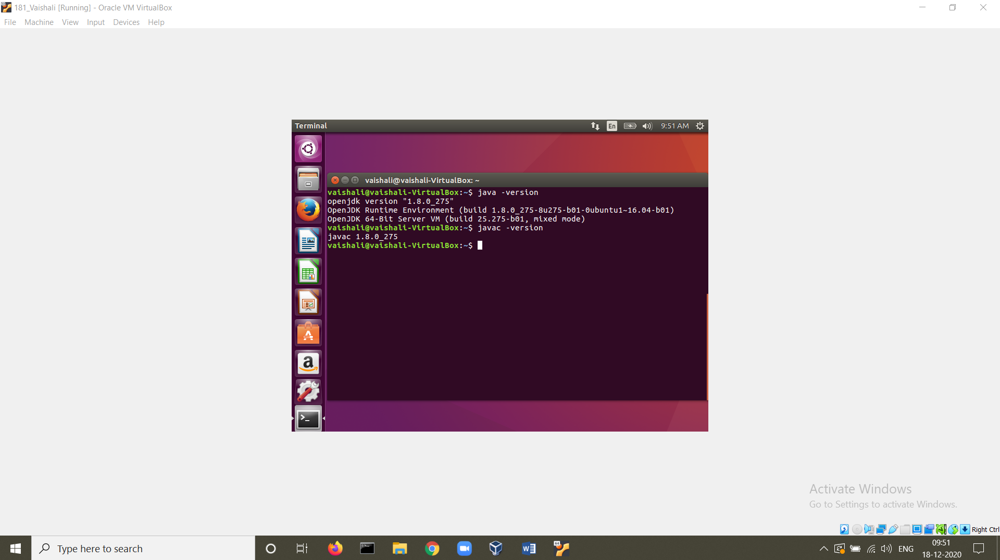 181_Vaishali [Running] - Oracle VM VirtualBox
File Machine View Input Devices Help
Terminal
En
9:51 AM
vaishali@vaishali-VirtualBox: ~
vaishali@vaishali-VirtualBox:~$ java -version
openjdk version "1.8.0_275"
OpenJDK Runtime Environment (build 1.8.0_275-8u275-b01-0ubuntu1~16.04-b01)
OpenJDK 64-Bit Server VM (build 25.275-b01, mixed mode)
vaishali@vaishali-VirtualBox:~$ javac -version
javac 1.8.0_275
vaishali@vaishali-VirtualBox:~$
Activate Windows
Go to Settings to activate Windows.
Right Ctrl
Type here to search
ENG
09:51
18-12-2020